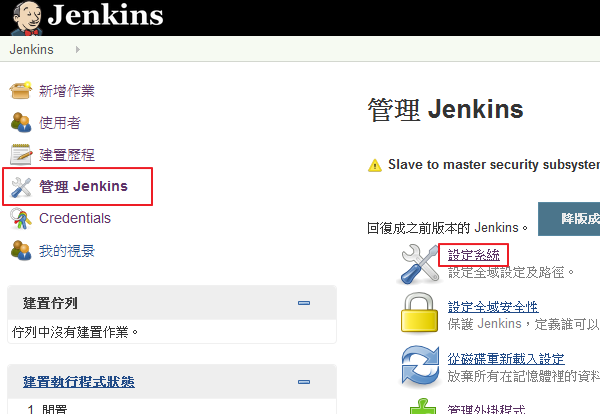 Jenkins
Jenkins
新增作業
使用者
建置歷程
管理 Jenkins
Credentials
我的視景
建置佇列
佇列中沒有建置作業。
建置執行程式狀態
1 閒置
管理 Jenkins
Slave to master security subsystem
回復成之前版本的 Jenkins。
降版成
設定系統
設定全域設定及路徑。
設定全域安全性
保護 Jenkins，定義誰可以
從磁碟重新載入設定
放棄所有在記憶體裡的資料
管理外掛程式